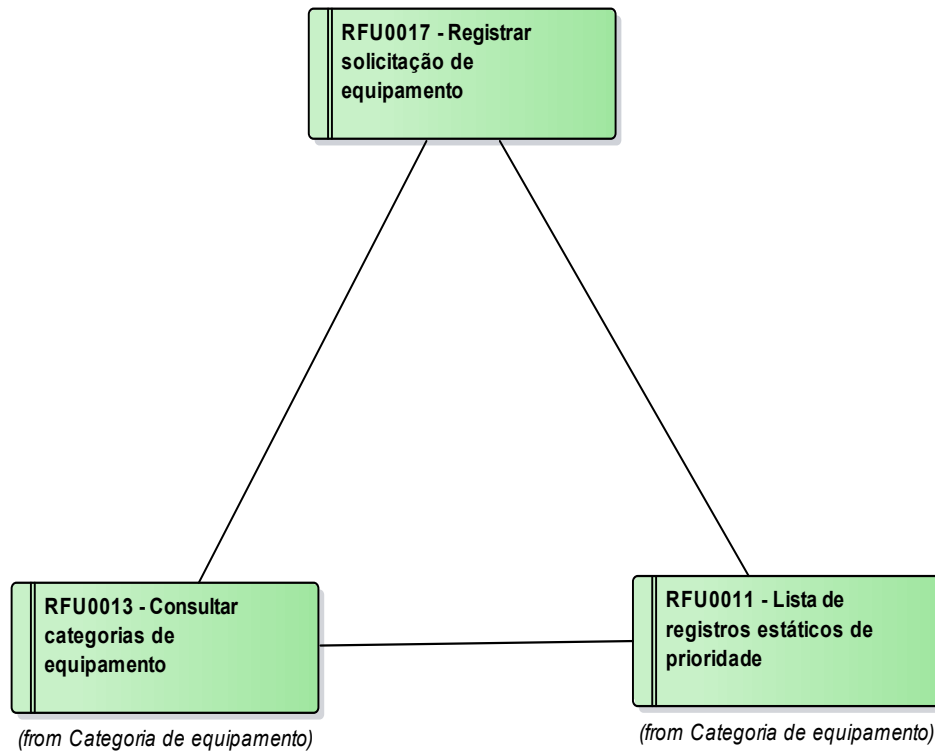 RFU0017 - Registrar
solicitação de
equipamento
RFU0013 - Consultar
categorias de
equipamento
(from Categoria de equipamento)
RFU0011 - Lista de
registros estáticos de
prioridade
(from Categoria de equipamento)